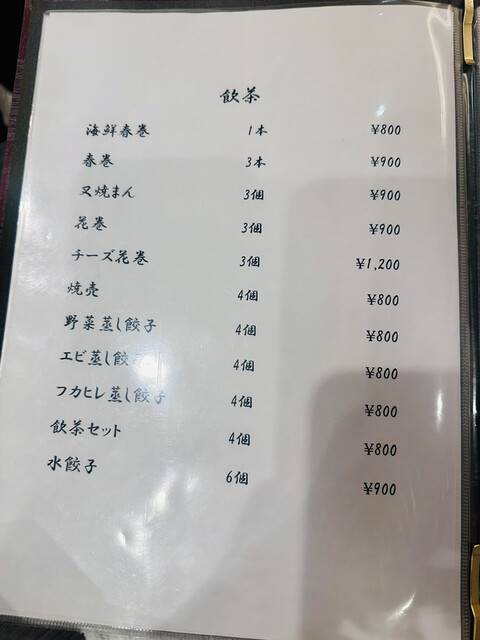 飲茶
海鮮春巻 1本 ¥800
春巻 3本 ¥900
叉焼まん 3個 ¥900
花巻 3個 ¥900
チーズ花巻 3個 ¥1,200
焼売 4個 ¥800
野菜蒸し餃子 4個 ¥800
エビ蒸し餃子 4個 ¥800
フカヒレ蒸し餃子 4個 ¥800
飲茶セット 4個 ¥800
水餃子 6個 ¥900